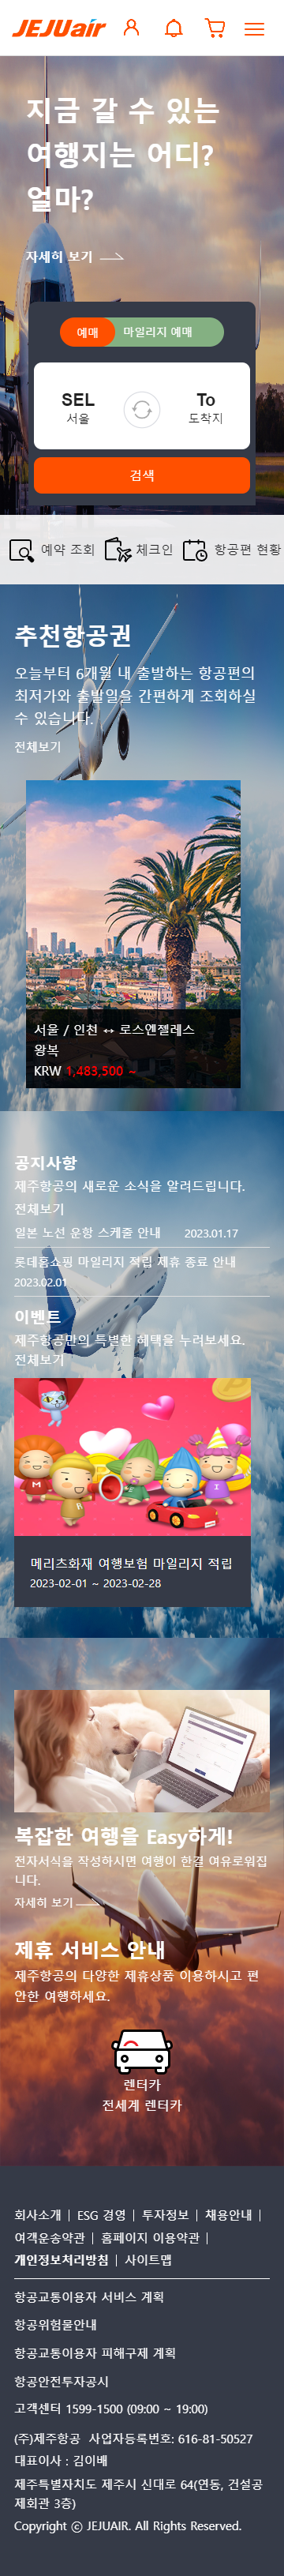 JEJUair
지금 갈 수 있는
여행지는 어디?
얼마?
자세히 보기
예매 마일리지 예매
SEL To
서울 도착지
검색
예약 조회 체크인 항공편 현황
추천항공권
오늘부터 6개월 내 출발하는 항공편의
최저가와 출발일을 간편하게 조회하실
수 있습니다.
전체보기
서울 / 인천 ↔ 로스엔젤레스
왕복
KRW 1,483,500 ~
공지사항
제주항공의 새로운 소식을 알려드립니다.
전체보기
일본 노선 운항 스케줄 안내 2023.01.17
롯데홈쇼핑 마일리지 적립 제휴 종료 안내
2023.02.01
이벤트
제주항공만의 특별한 혜택을 누려보세요.
전체보기
메리츠화재 여행보험 마일리지 적립
2023-02-01 ~ 2023-02-28
복잡한 여행을 Easy하게!
전자서식을 작성하시면 여행이 한결 여유로워집
니다.
자세히 보기
제휴 서비스 안내
제주항공의 다양한 제휴상품 이용하시고 편
안한 여행하세요.
렌터카
전세계 렌터카
회사소개 | ESG 경영 | 투자정보 | 채용안내 |
여객운송약관 | 홈페이지 이용약관 |
개인정보처리방침 | 사이트맵
항공교통이용자 서비스 계획
항공위험물안내
항공교통이용자 피해구제 계획
항공안전투자공시
고객센터 1599-1500 (09:00 ~ 19:00)
(주)제주항공 사업자등록번호: 616-81-50527
대표이사 : 김이배
제주특별자치도 제주시 신대로 64(연동, 건설공
제회관 3층)
Copyright ⓒ JEJUAIR. All Rights Reserved.